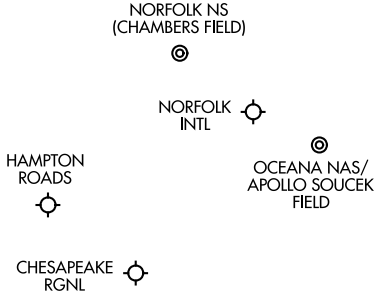 NORFOLK NS
(CHAMBERS FIELD)
NORFOLK
INTL
OCEANA NAS/
APOLLO SOUCEK
FIELD
HAMPTON
ROADS
CHESAPEAKE
RGNL